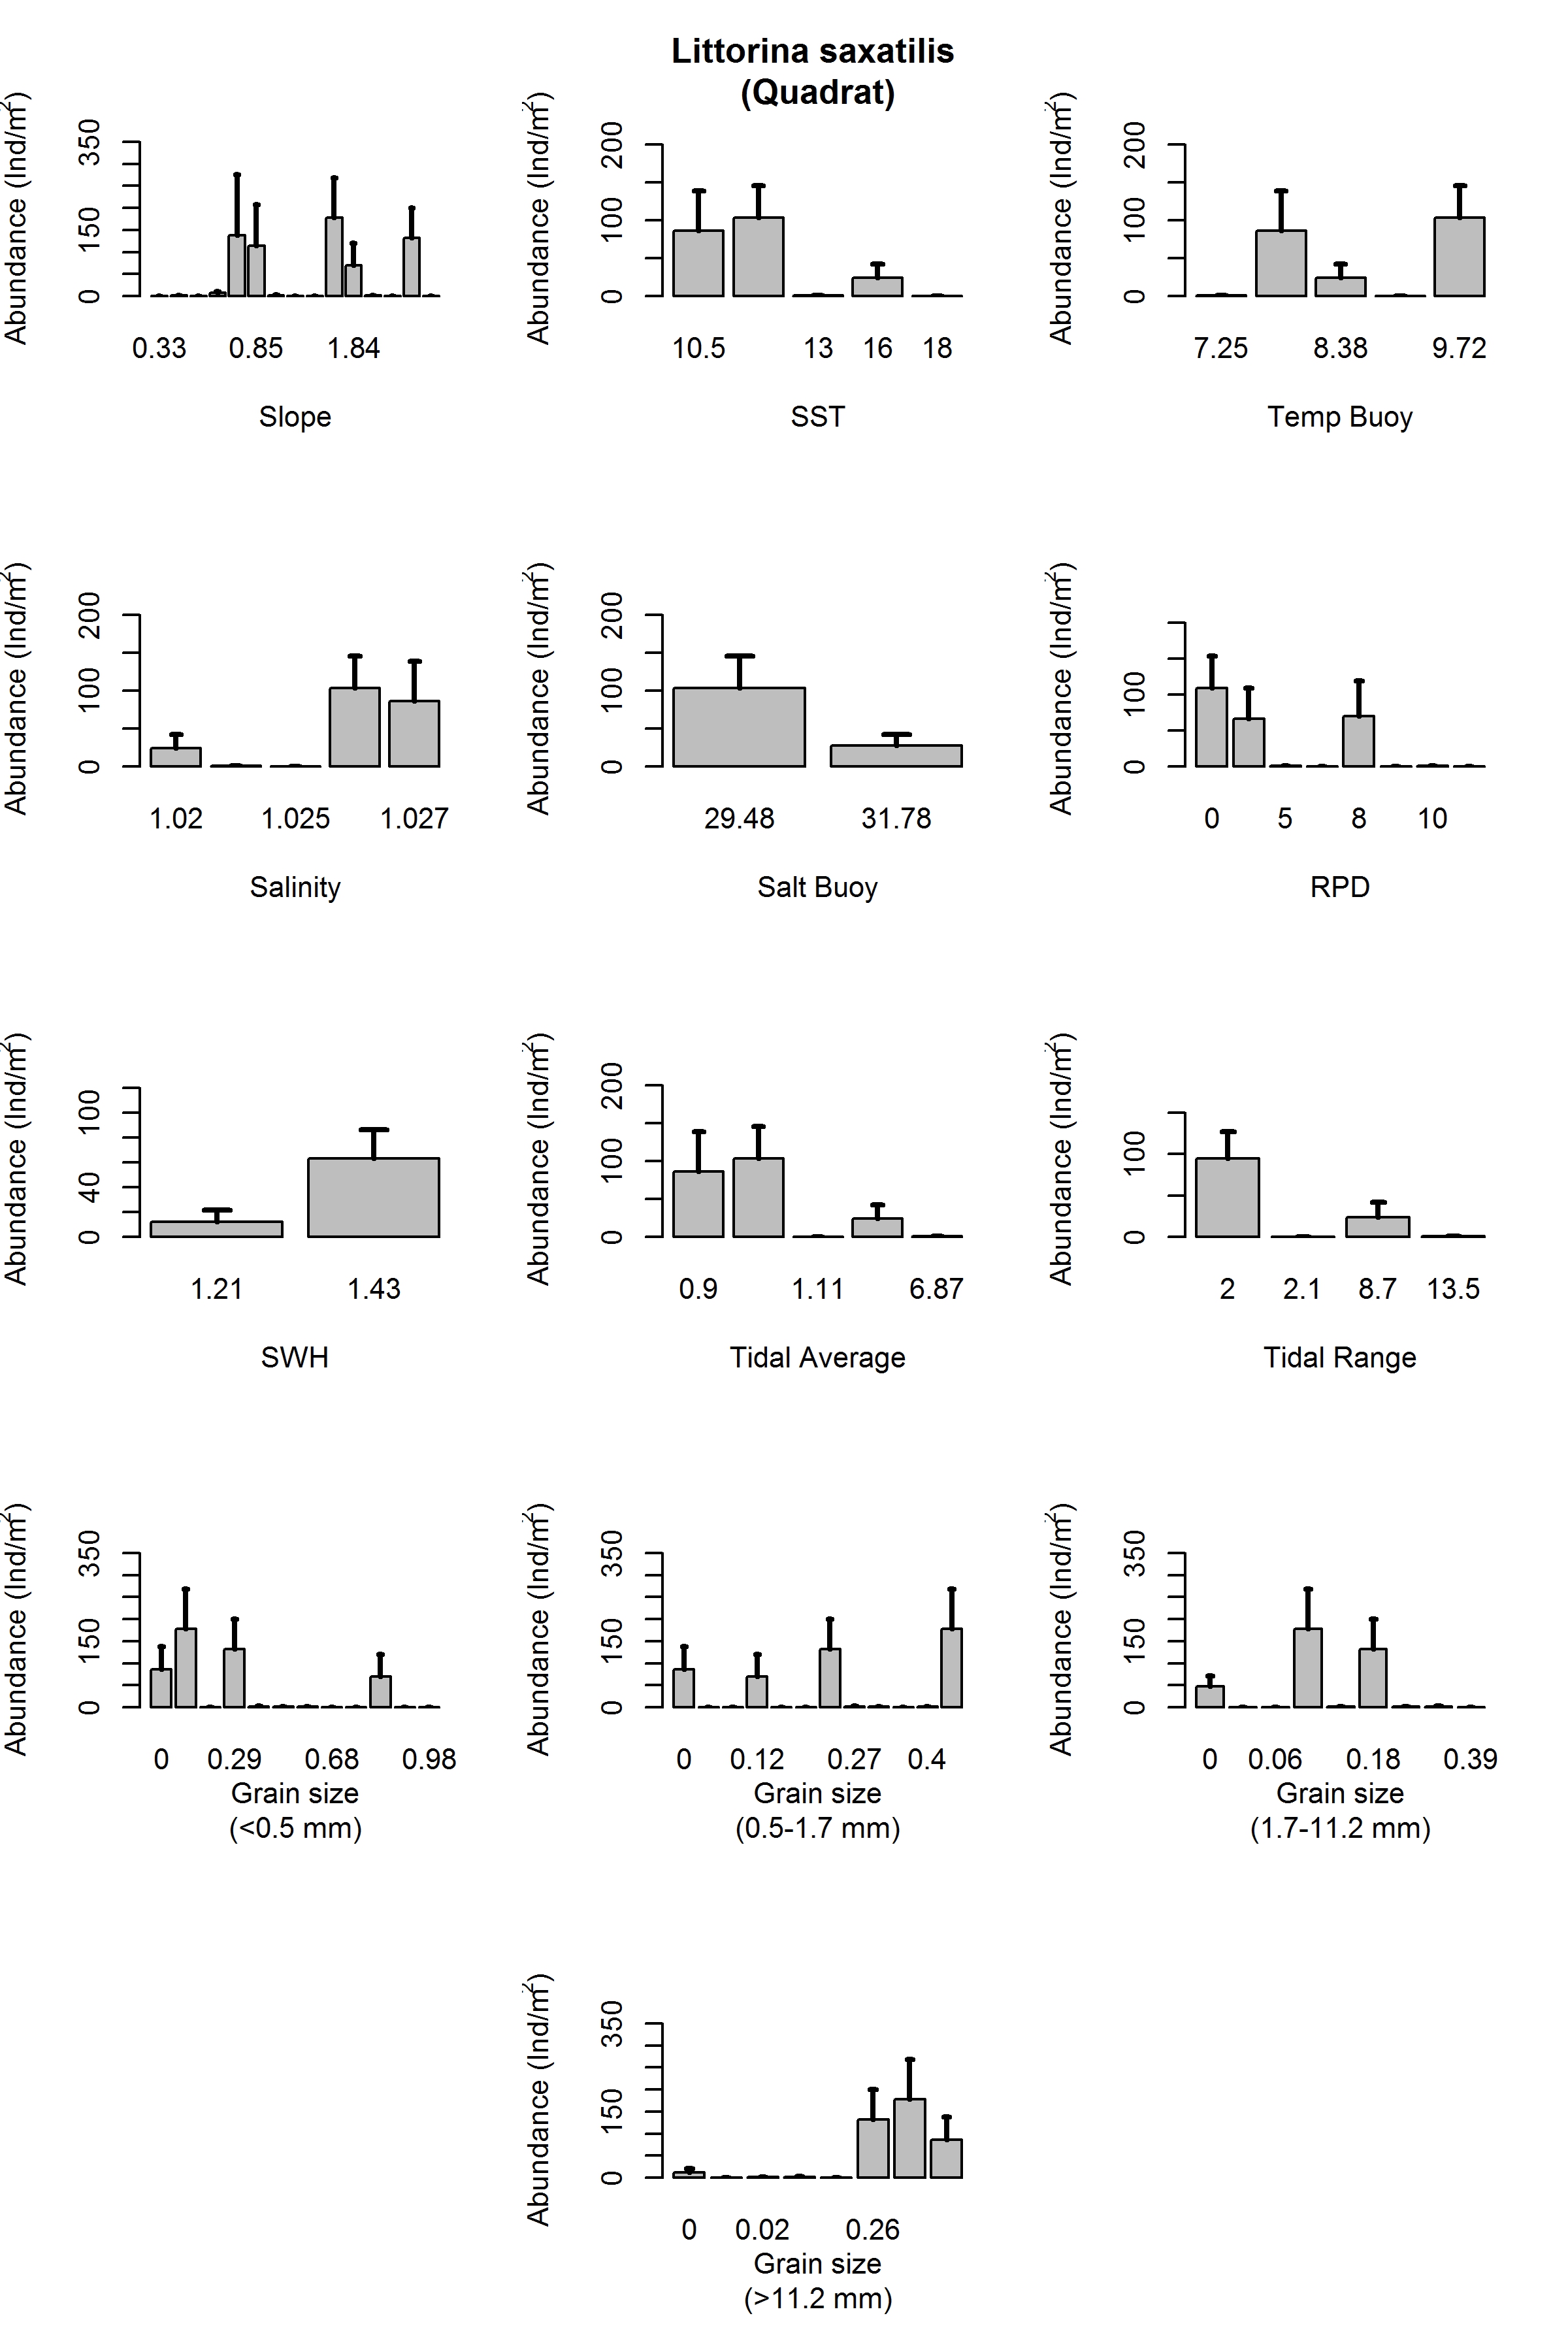 Littorina saxatilis
(Quadrat)
Abundance (Ind/m²)
0 150 350
0.33 0.85 1.84
Slope
Abundance (Ind/m²)
0 100 200
10.5 13 16 18
SST
Abundance (Ind/m²)
0 100 200
7.25 8.38 9.72
Temp Buoy
Abundance (Ind/m²)
0 100 200
1.02 1.025 1.027
Salinity
Abundance (Ind/m²)
0 100 200
29.48 31.78
Salt Buoy
Abundance (Ind/m²)
0 100
0 5 8 10
RPD
Abundance (Ind/m²)
0 40 100
1.21 1.43
SWH
Abundance (Ind/m²)
0 100 200
0.9 1.11 6.87
Tidal Average
Abundance (Ind/m²)
0 100
2 2.1 8.7 13.5
Tidal Range
Abundance (Ind/m²)
0 150 350
0 0.29 0.68 0.98
Grain size
(<0.5 mm)
Abundance (Ind/m²)
0 150 350
0 0.12 0.27 0.4
Grain size
(0.5-1.7 mm)
Abundance (Ind/m²)
0 150 350
0 0.06 0.18 0.39
Grain size
(1.7-11.2 mm)
Abundance (Ind/m²)
0 150 350
0 0.02 0.26
Grain size
(>11.2 mm)